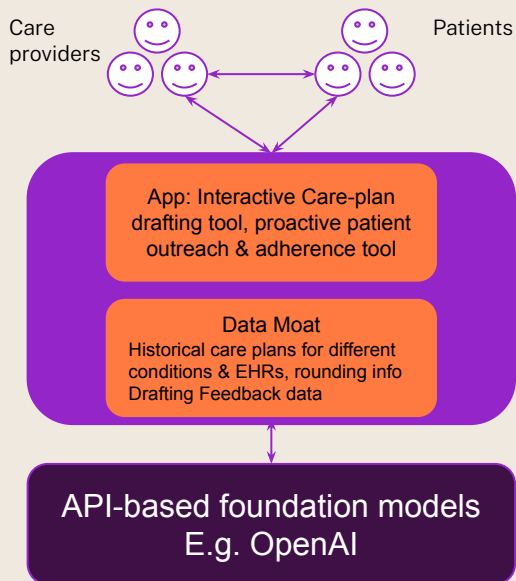 Care
providers
Patients
App: Interactive Care-plan
drafting tool, proactive patient
outreach & adherence tool
Data Moat
Historical care plans for different
conditions & EHRs, rounding info
Drafting Feedback data
API-based foundation models
E.g. OpenAI